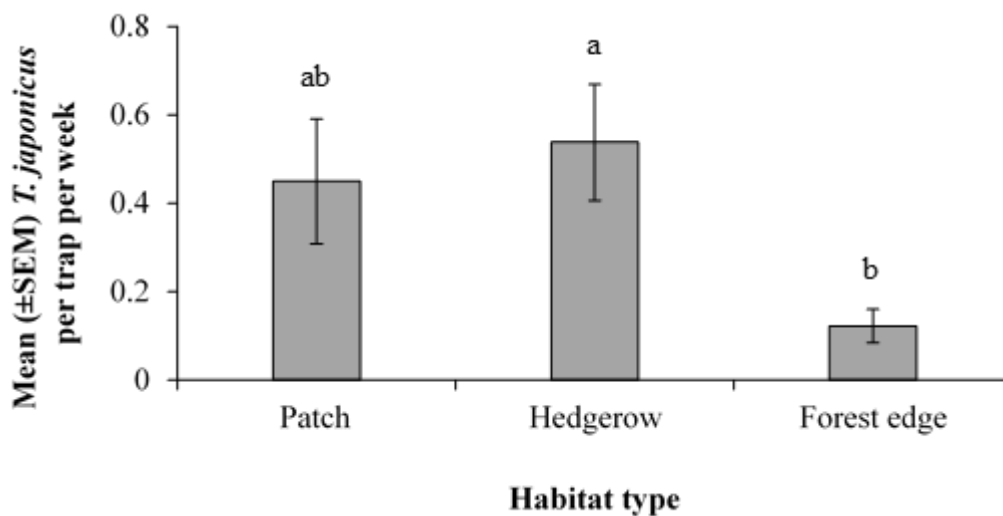 Mean (±SEM) T. japonicus
per trap per week
0.8
0.6
0.4
0.2
0
ab
a
b
Patch
Hedgerow
Forest edge
Habitat type